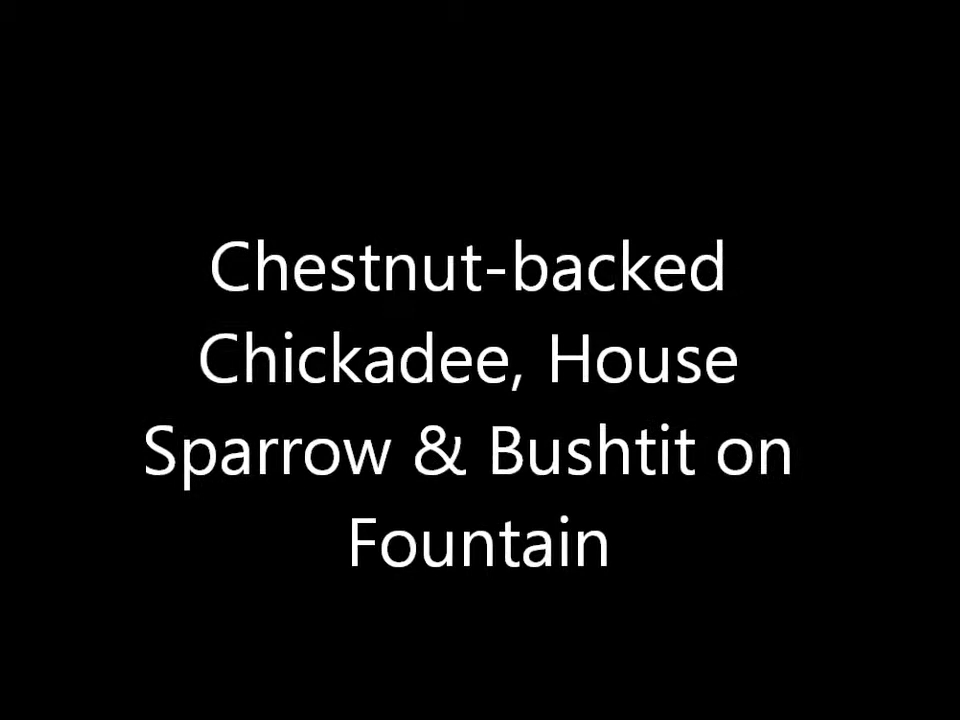 Chestnut-backed
Chickadee, House
Sparrow & Bushtit on
Fountain